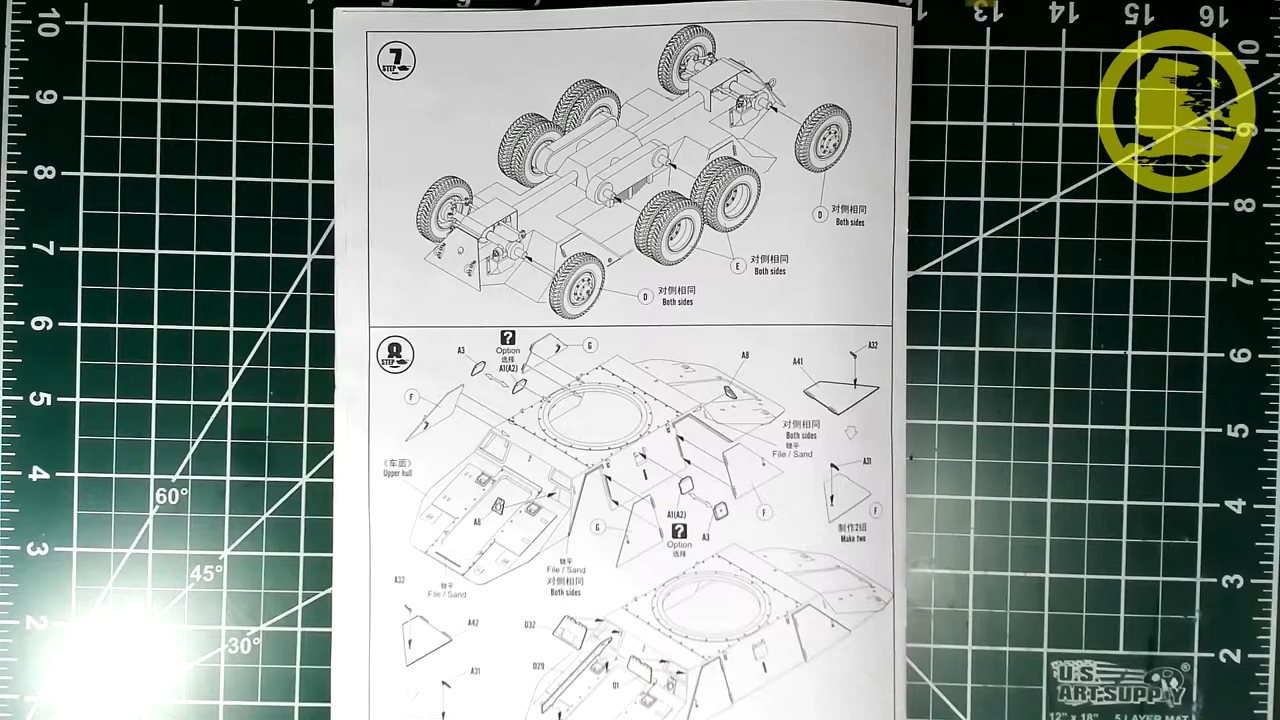 7
STEP
D
对侧相同
Both sides
E
对侧相同
Both sides
D
对侧相同
Both sides
8
STEP
?
Option
选择
A1(A2)
A3
G
A8
A41
A32
F
对侧相同
Both sides
锉平
File / Sand
《车面》
Upper hull
A31
A8
F
F
G
A1(A2)
?
Option
选择
A3
制作2组
Make two
锉平
File / Sand
对侧相同
Both sides
锉平
File / Sand
A32
A42
D32
D29
D1
A31
10
9
8
7
6
5
4
3
2
60°
45°
30°
13
14
15
16
10
9
8
7
6
5
4
3
2
U.S.
ART-SUPPLY
®
12" x 18" 5 LAYER MAT